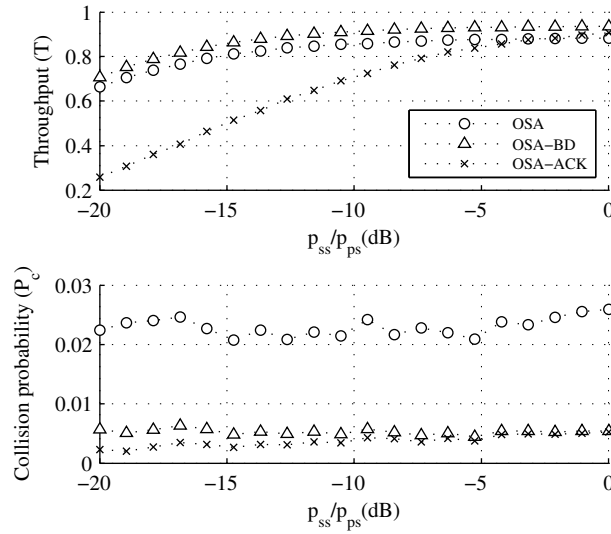 1
0.8
0.6
0.4
0.2
Throughput (T)
OSA
OSA−BD
OSA−ACK
−20
−15
−10
−5
0
p_ss/p_ps(dB)
0.03
0.02
0.01
0
Collision probability (P_c)
−20
−15
−10
−5
0
p_ss/p_ps(dB)